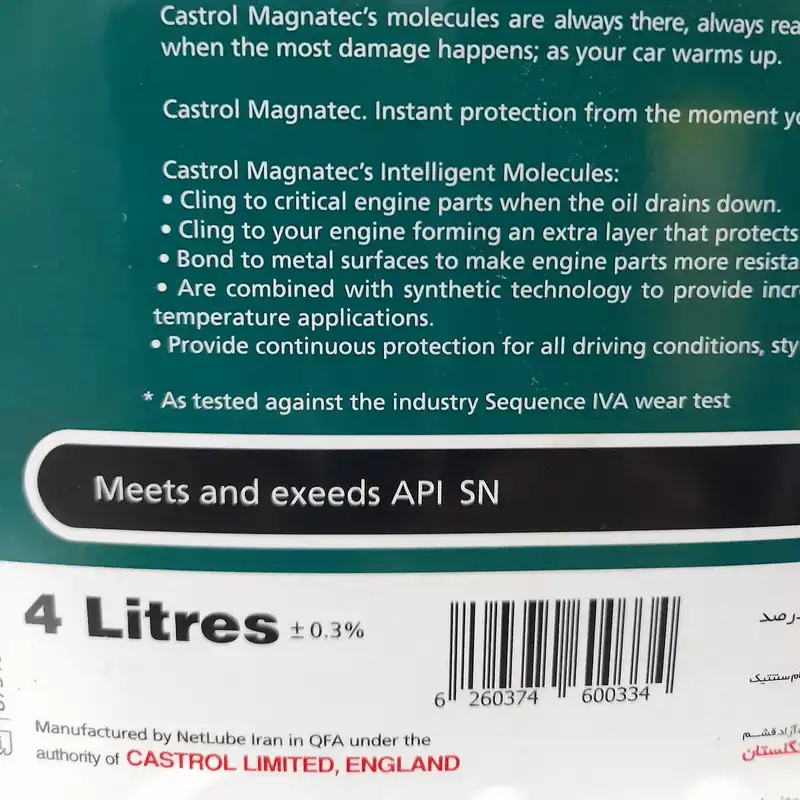 Castrol Magnatec's molecules are always there, always rea
when the most damage happens; as your car warms up.
Castrol Magnatec. Instant protection from the moment yo
Castrol Magnatec's Intelligent Molecules:
• Cling to critical engine parts when the oil drains down.
• Cling to your engine forming an extra layer that protects
• Bond to metal surfaces to make engine parts more resista
• Are combined with synthetic technology to provide incr
temperature applications.
• Provide continuous protection for all driving conditions, sty
* As tested against the industry Sequence IVA wear test
Meets and exeeds API SN
4 Litres ± 0.3%
6 260374 600334
درصد
Manufactured by NetLube Iran in QFA under the
authority of CASTROL LIMITED, ENGLAND
آزاد قشم